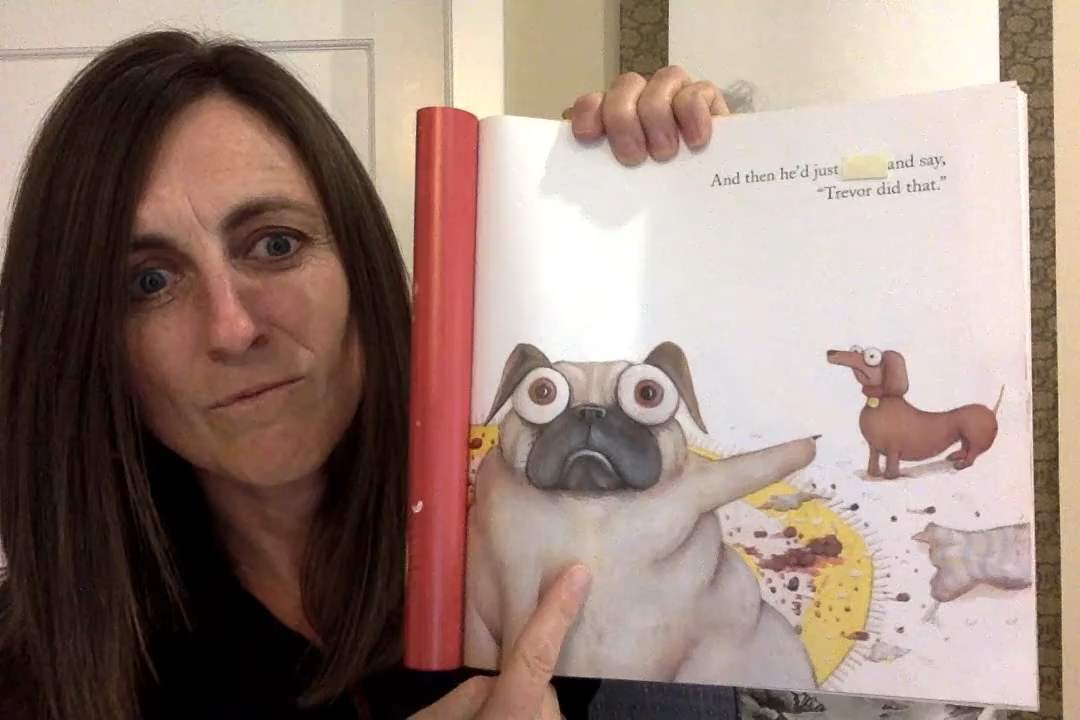 And then he'd just and say,
"Trevor did that."